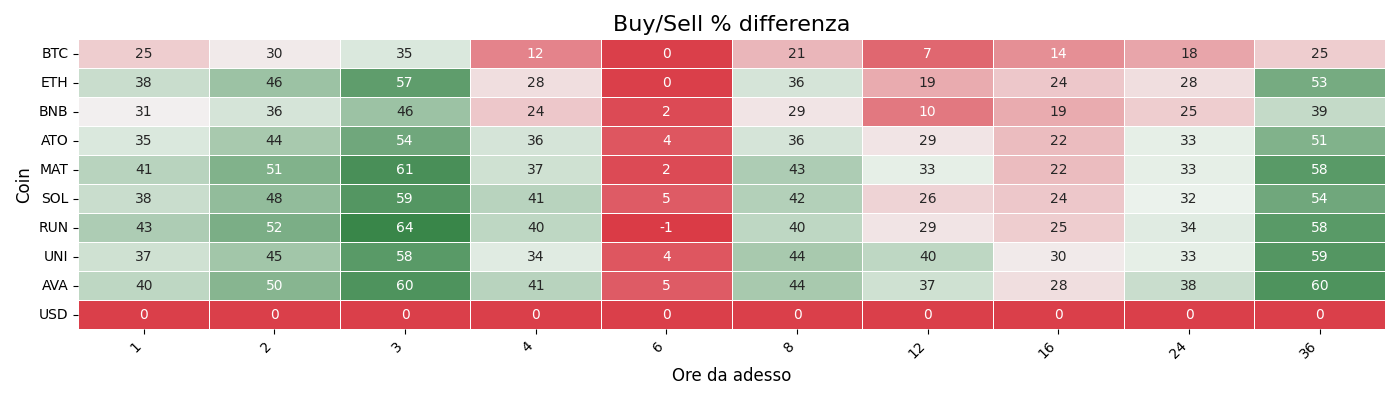 Buy/Sell % differenza
Coin
BTC 25 30 35 12 0 21 7 14 18 25
ETH 38 46 57 28 0 36 19 24 28 53
BNB 31 36 46 24 2 29 10 19 25 39
ATO 35 44 54 36 4 36 29 22 33 51
MAT 41 51 61 37 2 43 33 22 33 58
SOL 38 48 59 41 5 42 26 24 32 54
RUN 43 52 64 40 -1 40 29 25 34 58
UNI 37 45 58 34 4 44 40 30 33 59
AVA 40 50 60 41 5 44 37 28 38 60
USD 0 0 0 0 0 0 0 0 0 0
1 2 3 4 6 8 12 16 24 36
Ore da adesso